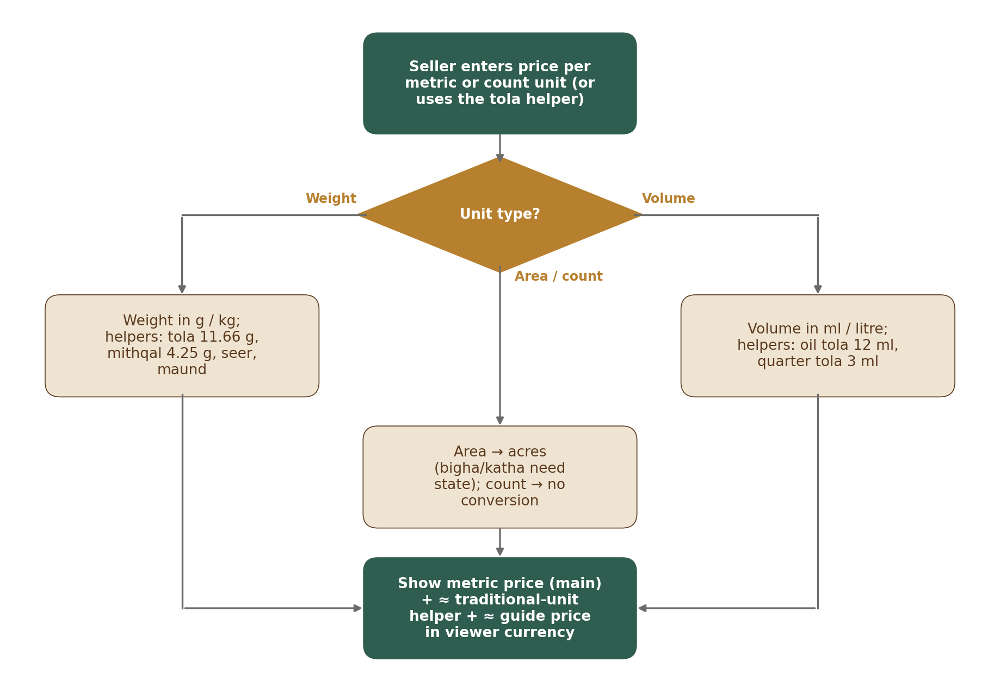 Seller enters price per
metric or count unit (or
uses the tola helper)
Unit type?
Weight
Volume
Area / count
Weight in g / kg;
helpers: tola 11.66 g,
mithqal 4.25 g, seer,
maund
Volume in ml / litre;
helpers: oil tola 12 ml,
quarter tola 3 ml
Area → acres
(bigha/katha need
state); count → no
conversion
Show metric price (main)
+ ≈ traditional-unit
helper + ≈ guide price
in viewer currency